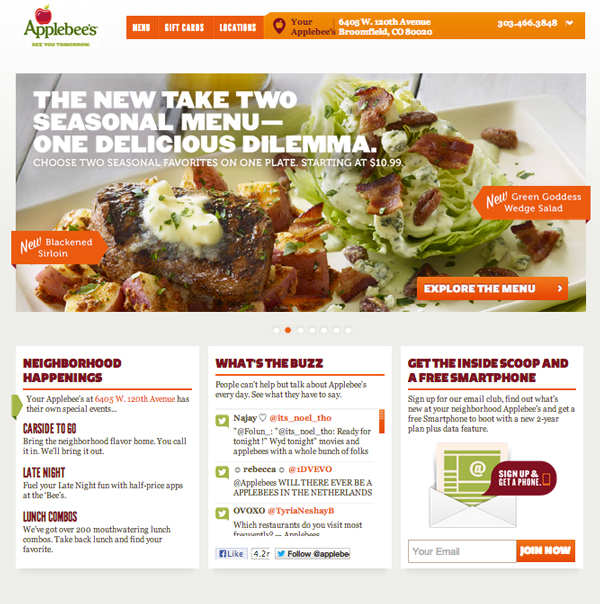 Applebee's
SEE YOU TOMORROW
MENU
GIFT CARDS
LOCATIONS
Your
Applebee's
6405 W. 120th Avenue
Broomfield, CO 80020
303.466.3848
THE NEW TAKE TWO
SEASONAL MENU—
ONE DELICIOUS DILEMMA.
CHOOSE TWO SEASONAL FAVORITES ON ONE PLATE. STARTING AT $10.99.
New Green Goddess
Wedge Salad
New Blackened
Sirloin
EXPLORE THE MENU
NEIGHBORHOOD
HAPPENINGS
Your Applebee's at 6405 W. 120th Avenue has
their own special events...
CARSIDE TO GO
Bring the neighborhood flavor home. You call
it in. We'll bring it out.
LATE NIGHT
Fuel your Late Night fun with half-price apps
at the 'Bee's.
LUNCH COMBOS
We've got over 200 mouthwatering lunch
combos. Take back lunch and find your
favorite.
WHAT'S THE BUZZ
People can't help but talk about Applebee's
every day. See what they have to say.
Najay ♡ @its_noel_tho
"@Folun_: "@its_noel_tho: Ready for
tonight !" Wyd tonight" movies and
applebees with a whole bunch of folks
☺ rebecca ☺ @1DVEVO
@Applebees WILL THERE EVER BE A
APPLEBEES IN THE NETHERLANDS
OVOXO @TyriaNeshayB
Which restaurants do you visit most
frequently? — Applebees
Like
4.2r
Follow @applebee
GET THE INSIDE SCOOP AND
A FREE SMARTPHONE
Sign up for our email club, find out what's
new at your neighborhood Applebee's and get a
free Smartphone to boot with a new 2-year
plan plus data feature.
@
SIGN UP &
GET A PHONE.
Your Email
JOIN NOW